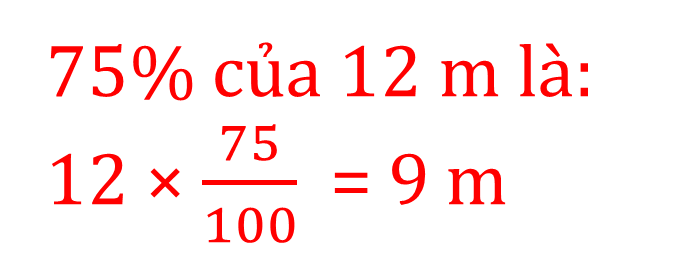 75% của 12 m là:
12 × 75/100 = 9 m